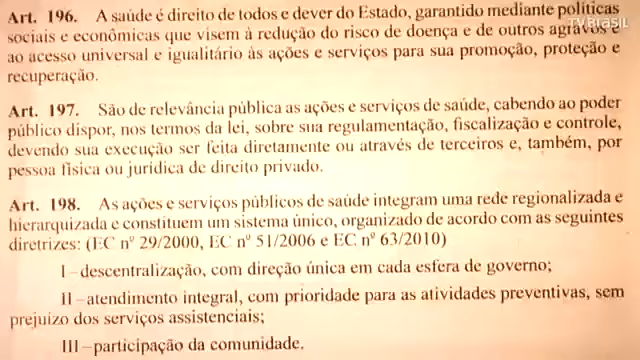 TVBRASIL
Art. 196. A saúde é direito de todos e dever do Estado, garantido mediante políticas
sociais e econômicas que visem à redução do risco de doença e de outros agravos e
ao acesso universal e igualitário às ações e serviços para sua promoção, proteção e
recuperação.
Art. 197. São de relevância pública as ações e serviços de saúde, cabendo ao poder
público dispor, nos termos da lei, sobre sua regulamentação, fiscalização e controle,
devendo sua execução ser feita diretamente ou através de terceiros e, também, por
pessoa física ou jurídica de direito privado.
Art. 198. As ações e serviços públicos de saúde integram uma rede regionalizada e
hierarquizada e constituem um sistema único, organizado de acordo com as seguintes
diretrizes: (EC nº 29/2000, EC nº 51/2006 e EC nº 63/2010)
I – descentralização, com direção única em cada esfera de governo;
II – atendimento integral, com prioridade para as atividades preventivas, sem
prejuízo dos serviços assistenciais;
III – participação da comunidade.